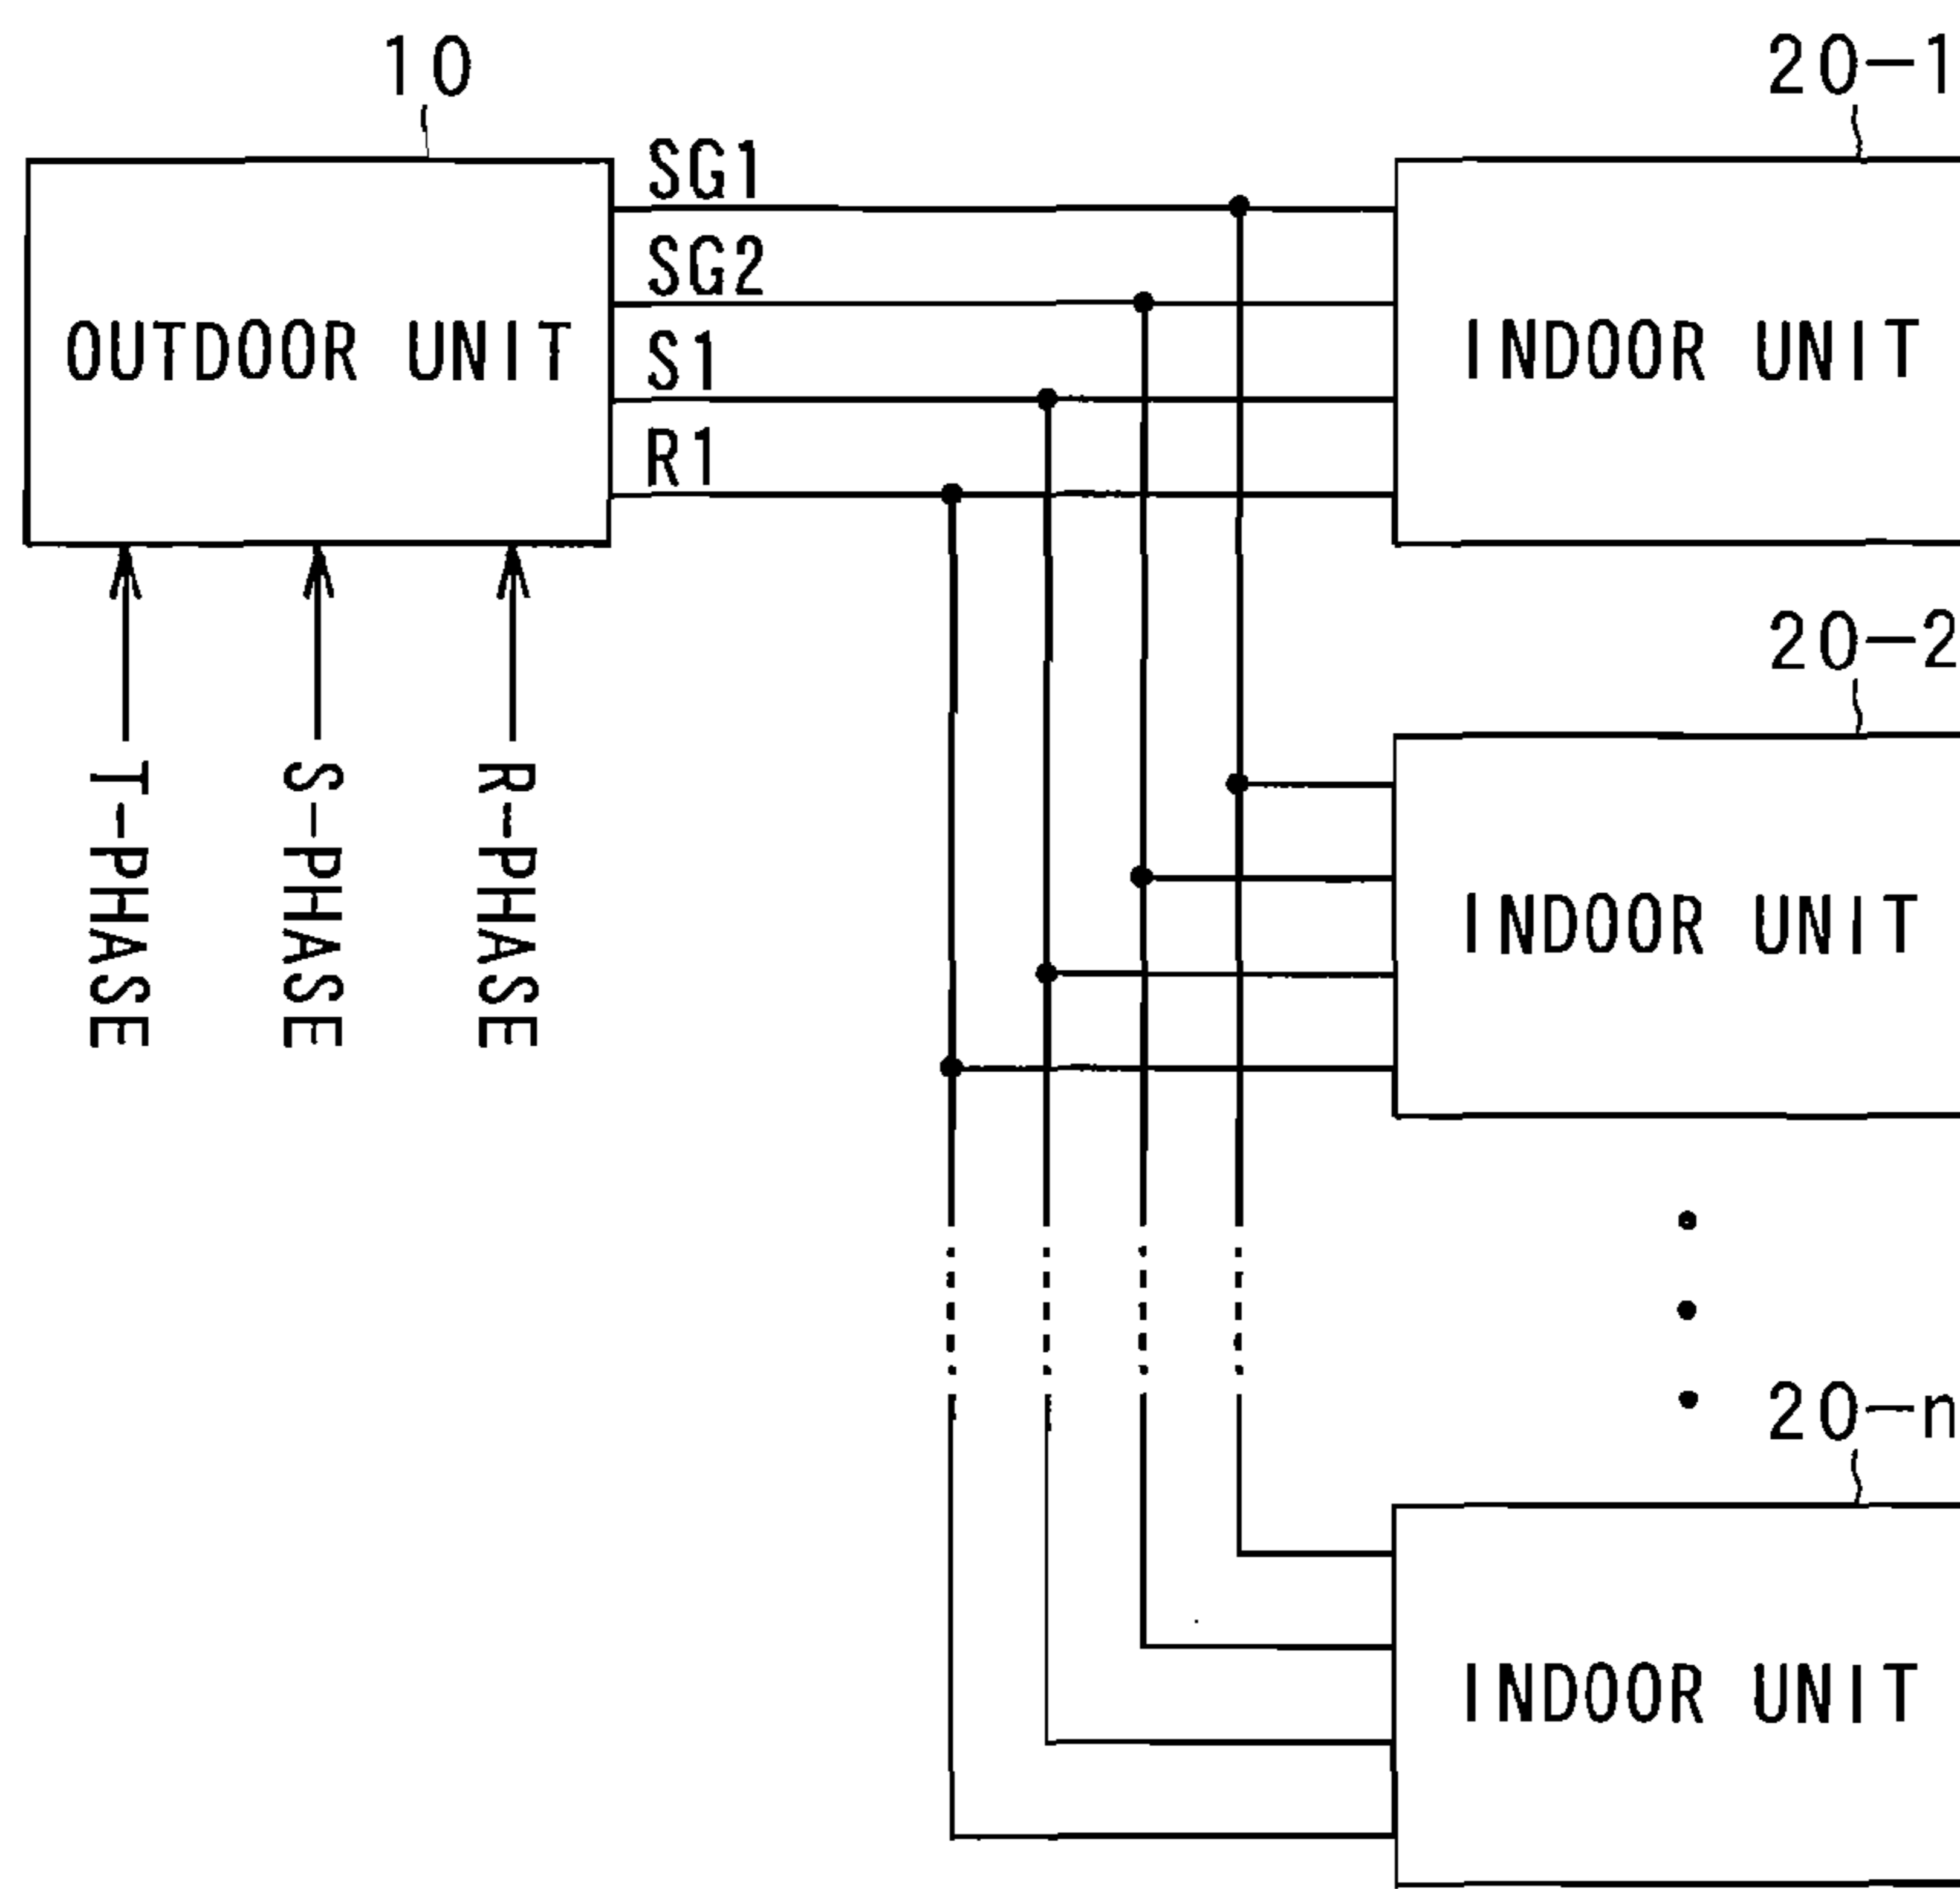 10
20-1
SG1
SG2
OUTDOOR UNIT
S1
R1
INDOOR UNIT
T-PHASE
S-PHASE
R-PHASE
20-2
INDOOR UNIT
20-n
INDOOR UNIT